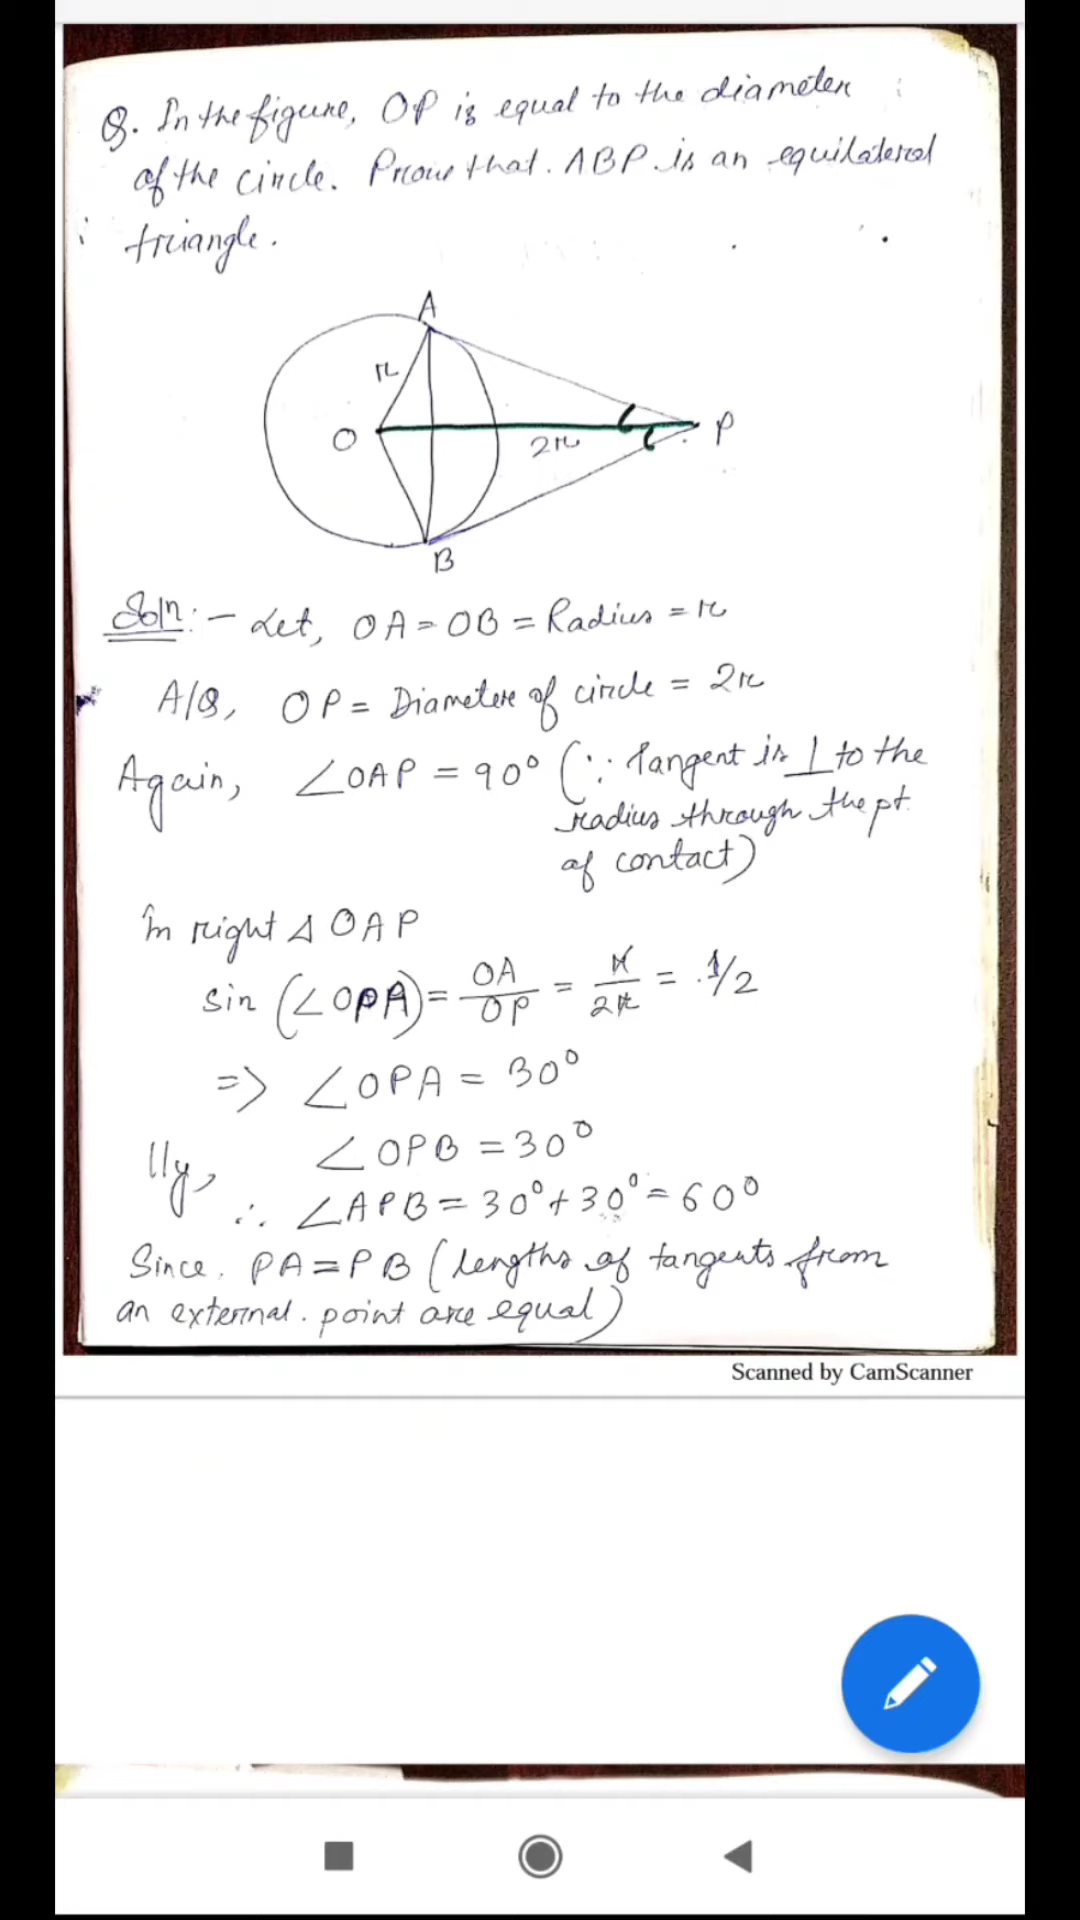 Q. In the figure, OP is equal to the diameter
of the circle. Prove that. ABP is an equilateral
triangle.
A
r
O
2r
P
B
Soln:- Let, OA = OB = Radius = r
A/Q, OP = Diameter of circle = 2r
Again, ∠OAP = 90° (∵ Tangent is ⊥ to the
radius through the pt.
of contact)
In right Δ OAP
sin (∠OPA) = OA/OP = r/2r = 1/2
=> ∠OPA = 30°
lly, ∠OPB = 30°
∴ ∠APB = 30° + 30° = 60°
Since, PA = PB (lengths of tangents from
an external. point are equal)
Scanned by CamScanner